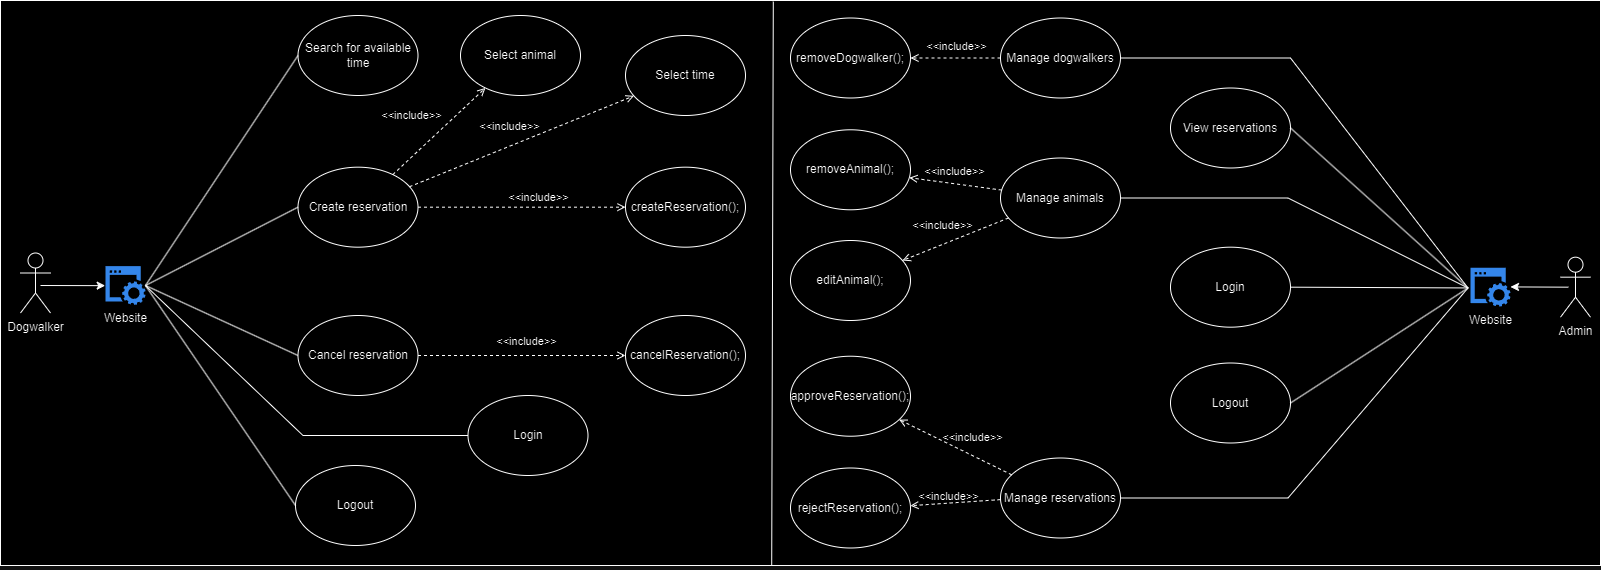 Search for available
time
Select animal
Select time
<<include>>
<<include>>
Create reservation
<<include>>
createReservation();
Dogwalker
Website
Cancel reservation
<<include>>
cancelReservation();
Login
Logout
removeDogwalker();
<<include>>
Manage dogwalkers
View reservations
removeAnimal();
<<include>>
Manage animals
<<include>>
editAnimal();
Login
Website
Admin
approveReservation();
Logout
<<include>>
Manage reservations
<<include>>
rejectReservation();